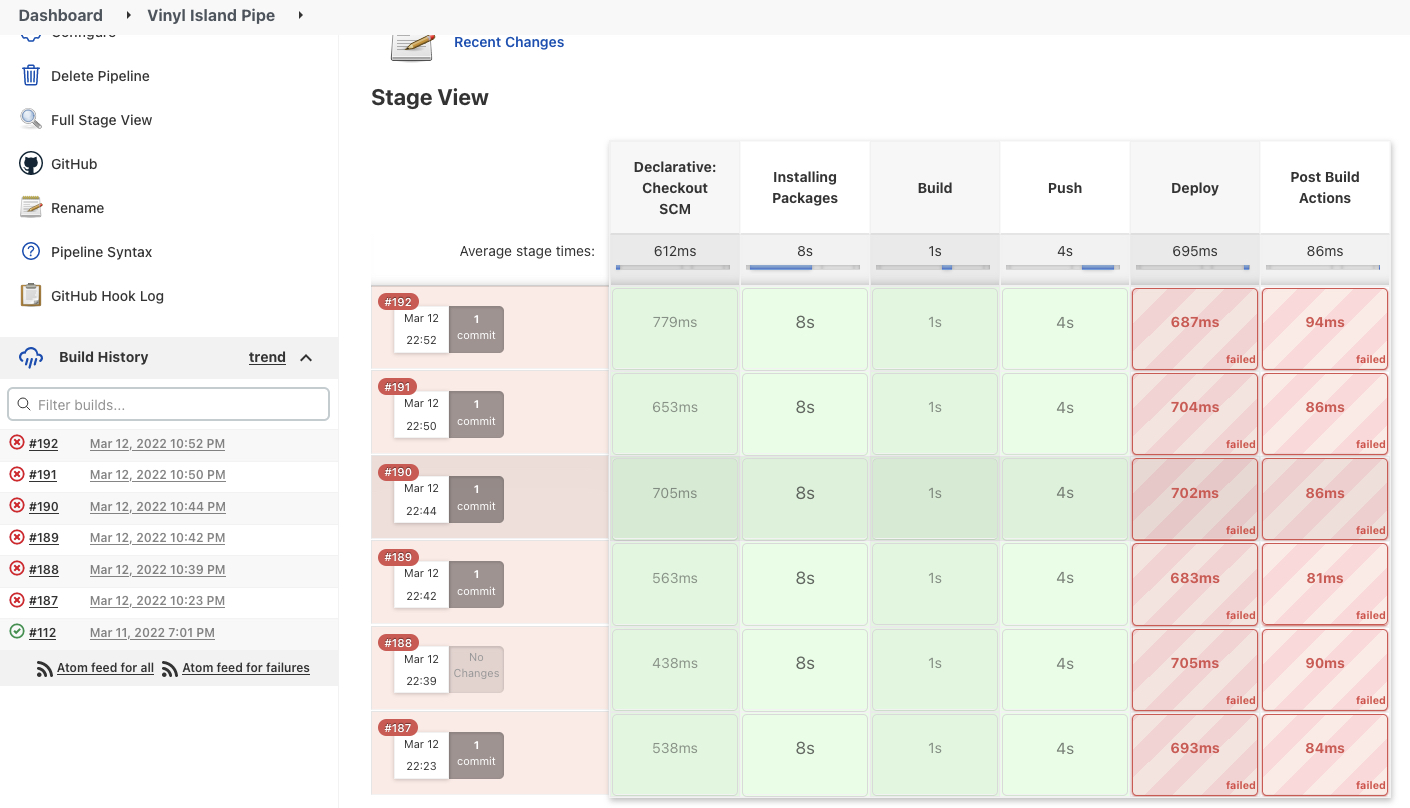 Dashboard
Vinyl Island Pipe
Configure
Delete Pipeline
Full Stage View
GitHub
Rename
Pipeline Syntax
GitHub Hook Log
Build History
trend
Filter builds...
#192 Mar 12, 2022 10:52 PM
#191 Mar 12, 2022 10:50 PM
#190 Mar 12, 2022 10:44 PM
#189 Mar 12, 2022 10:42 PM
#188 Mar 12, 2022 10:39 PM
#187 Mar 12, 2022 10:23 PM
#112 Mar 11, 2022 7:01 PM
Atom feed for all Atom feed for failures
Recent Changes
Stage View
Declarative:
Checkout
SCM
Installing
Packages
Build
Push
Deploy
Post Build
Actions
Average stage times:
612ms 8s 1s 4s 695ms 86ms
#192
Mar 12
22:52
1
commit
779ms 8s 1s 4s 687ms 94ms
failed failed
#191
Mar 12
22:50
1
commit
653ms 8s 1s 4s 704ms 86ms
failed failed
#190
Mar 12
22:44
1
commit
705ms 8s 1s 4s 702ms 86ms
failed failed
#189
Mar 12
22:42
1
commit
563ms 8s 1s 4s 683ms 81ms
failed failed
#188
Mar 12
22:39
No
Changes
438ms 8s 1s 4s 705ms 90ms
failed failed
#187
Mar 12
22:23
1
commit
538ms 8s 1s 4s 693ms 84ms
failed failed